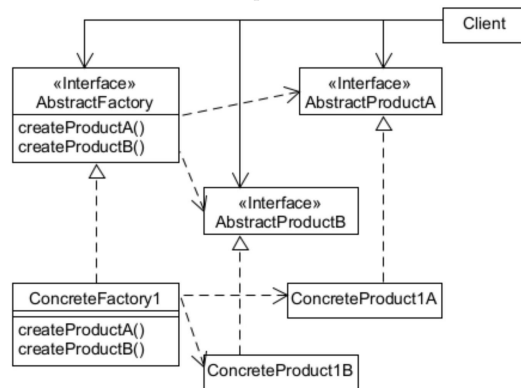 Client
«Interface»
AbstractFactory
createProductA()
createProductB()
«Interface»
AbstractProductA
«Interface»
AbstractProductB
ConcreteFactory1
createProductA()
createProductB()
ConcreteProduct1A
ConcreteProduct1B